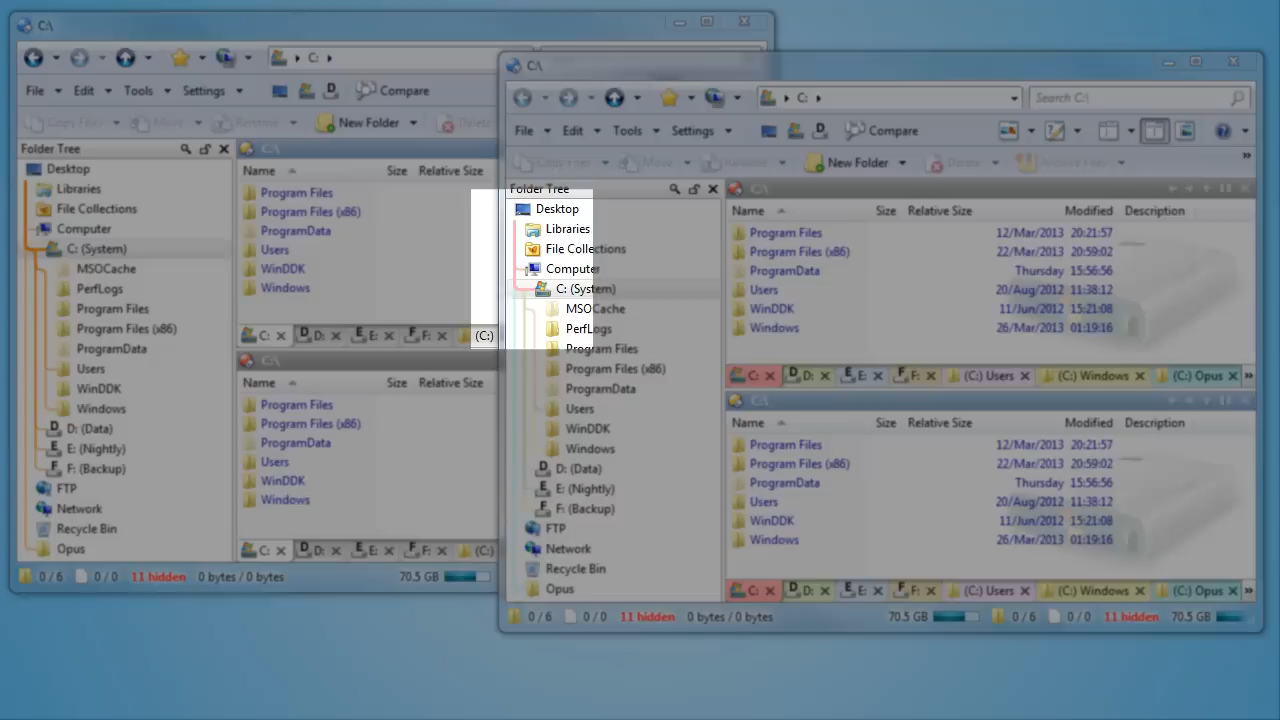 C:\
C:
File Edit Tools Settings Compare
New Folder Delete
Folder Tree
Desktop
Libraries
File Collections
Computer
C: (System)
MSOCache
PerfLogs
Program Files
Program Files (x86)
ProgramData
Users
WinDDK
Windows
D: (Data)
E: (Nightly)
F: (Backup)
FTP
Network
Recycle Bin
Opus
C:\
Name Size Relative Size
Program Files
Program Files (x86)
ProgramData
Users
WinDDK
Windows
C: D: E: F: (C:)
C:\
Name Size Relative Size
Program Files
Program Files (x86)
ProgramData
Users
WinDDK
Windows
C: D: E: F: (C:)
0 / 6 0 / 0 11 hidden 0 bytes / 0 bytes 70.5 GB
C:\
C: Search C:\
File Edit Tools Settings Compare
New Folder
Folder Tree
Desktop
Libraries
File Collections
Computer
C: (System)
MSOCache
PerfLogs
Program Files
Program Files (x86)
ProgramData
Users
WinDDK
Windows
D: (Data)
E: (Nightly)
F: (Backup)
FTP
Network
Recycle Bin
Opus
C:\
Name Size Relative Size Modified Description
Program Files 12/Mar/2013 20:21:57
Program Files (x86) 22/Mar/2013 20:59:02
ProgramData Thursday 15:56:56
Users 20/Aug/2012 11:38:12
WinDDK 11/Jun/2012 15:21:08
Windows 26/Mar/2013 01:19:16
C: D: E: F: (C:) Users (C:) Windows (C:) Opus
C:\
Name Size Relative Size Modified Description
Program Files 12/Mar/2013 20:21:57
Program Files (x86) 22/Mar/2013 20:59:02
ProgramData Thursday 15:56:56
Users 20/Aug/2012 11:38:12
WinDDK 11/Jun/2012 15:21:08
Windows 26/Mar/2013 01:19:16
C: D: E: F: (C:) Users (C:) Windows (C:) Opus
0 / 6 0 / 0 11 hidden 0 bytes / 0 bytes 70.5 GB 0 / 6 0 / 0 11 hidden 70.5 GB